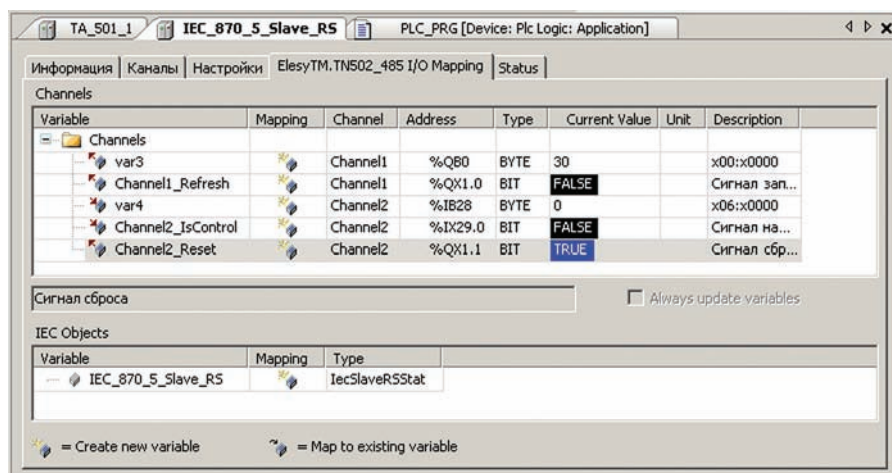 TA_501_1 IEC_870_5_Slave_RS PLC_PRG [Device: Plc Logic: Application]
Информация Каналы Настройки ElesyTM.TN502_485 I/O Mapping Status
Channels
Variable Mapping Channel Address Type Current Value Unit Description
Channels
var3 Channel1 %QB0 BYTE 30 x00:x0000
Channel1_Refresh Channel1 %QX1.0 BIT FALSE Сигнал зап...
var4 Channel2 %IB28 BYTE 0 x06:x0000
Channel2_IsControl Channel2 %IX29.0 BIT FALSE Сигнал на...
Channel2_Reset Channel2 %QX1.1 BIT TRUE Сигнал сбр...
Сигнал сброса Always update variables
IEC Objects
Variable Mapping Type
IEC_870_5_Slave_RS IecSlaveRSStat
= Create new variable = Map to existing variable